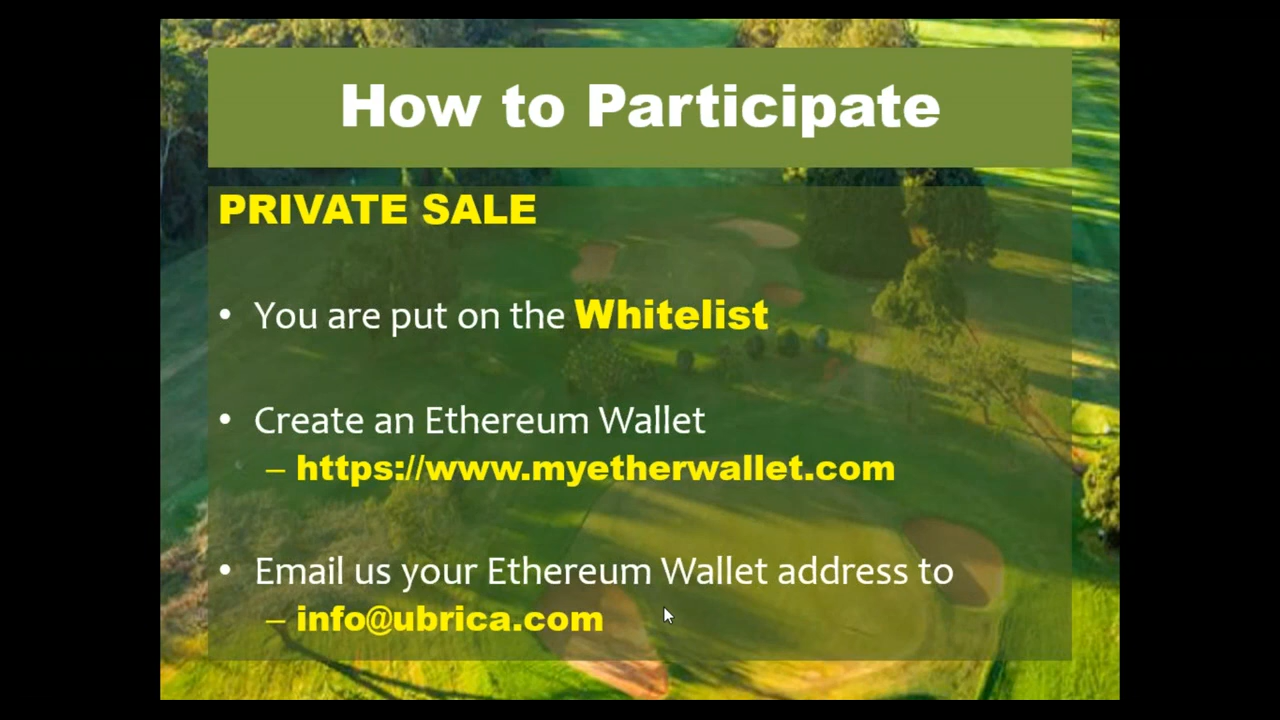 How to Participate
PRIVATE SALE
• You are put on the Whitelist
• Create an Ethereum Wallet
– https://www.myetherwallet.com
• Email us your Ethereum Wallet address to
– info@ubrica.com